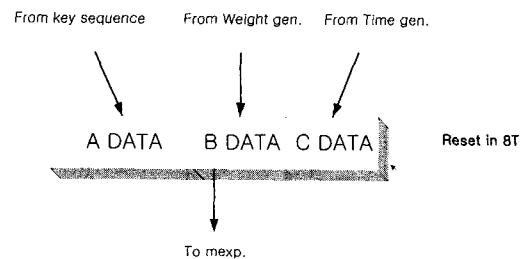 From key sequence From Weight gen. From Time gen.
A DATA B DATA C DATA Reset in 8T
To mexp.